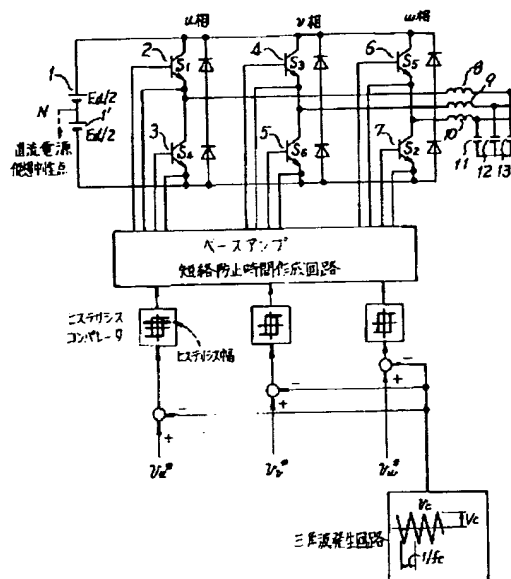 u相
v相
w相
2
4
6
S1
S3
S5
8
9
1
Ed/2
N
1'
Ed/2
直流電源
仮想中性点
3
S4
5
S6
7
S2
10
11
12
13
ベースアンプ
短絡防止時間作成回路
ヒステリシス
コンパレータ
ヒステリシス幅
−
+
−
+
−
+
Vu*
Vv*
Vw*
三角波発生回路
Vc
Vc
1/fc